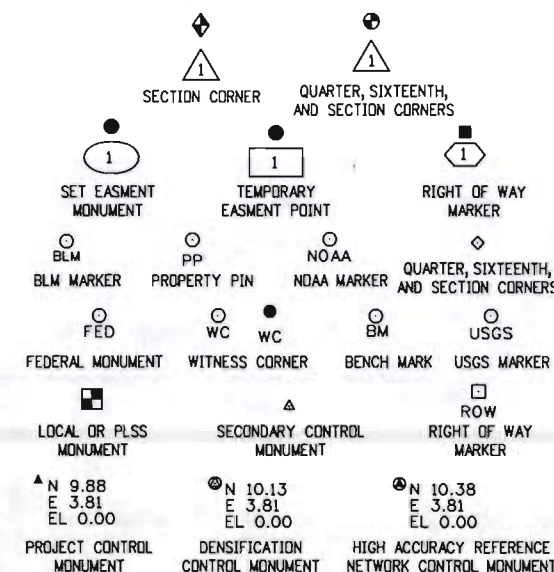 1
1
SECTION CORNER
QUARTER, SIXTEENTH,
AND SECTION CORNERS
1
1
1
SET EASMENT
MONUMENT
TEMPORARY
EASMENT POINT
RIGHT OF WAY
MARKER
BLM
PP
NOAA
BLM MARKER
PROPERTY PIN
NOAA MARKER
QUARTER, SIXTEENTH,
AND SECTION CORNERS
FED
WC
WC
BM
USGS
FEDERAL MONUMENT
WITNESS CORNER
BENCH MARK
USGS MARKER
ROW
LOCAL OR PLSS
MONUMENT
SECONDARY CONTROL
MONUMENT
RIGHT OF WAY
MARKER
N 9.88
E 3.81
EL 0.00
N 10.13
E 3.81
EL 0.00
N 10.38
E 3.81
EL 0.00
PROJECT CONTROL
MONUMENT
DENSIFICATION
CONTROL MONUMENT
HIGH ACCURACY REFERENCE
NETWORK CONTROL MONUMENT